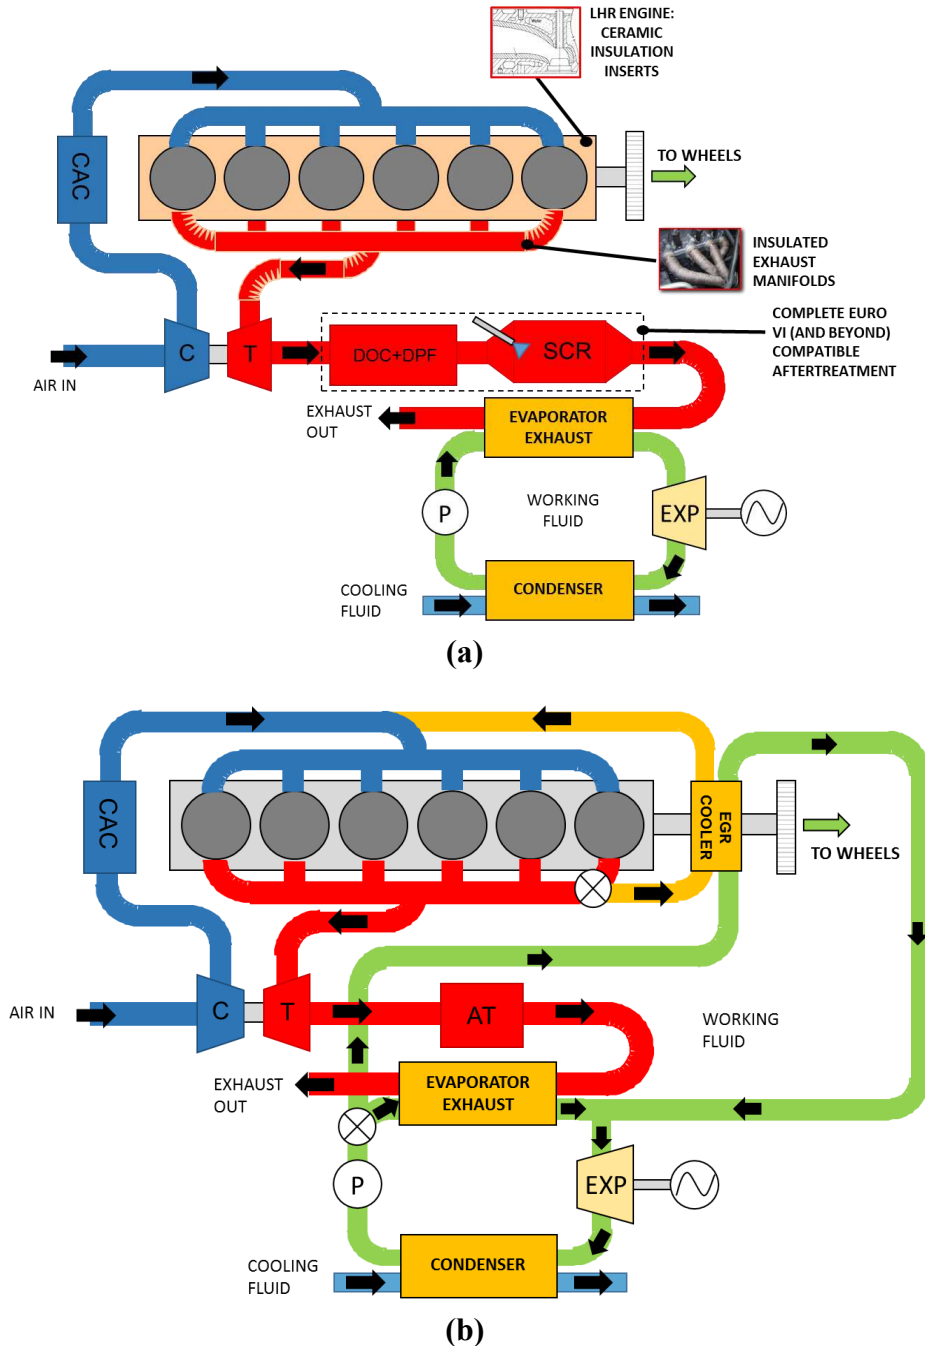 LHR ENGINE:
CERAMIC
INSULATION
INSERTS
CAC
TO WHEELS
INSULATED
EXHAUST
MANIFOLDS
C
T
AIR IN
DOC+DPF
SCR
COMPLETE EURO
VI (AND BEYOND)
COMPATIBLE
AFTERTREATMENT
EXHAUST
OUT
EVAPORATOR
EXHAUST
P
WORKING
FLUID
EXP
COOLING
FLUID
CONDENSER
(a)
CAC
EGR
COOLER
TO WHEELS
AIR IN
C
T
AT
WORKING
FLUID
EXHAUST
OUT
EVAPORATOR
EXHAUST
P
EXP
COOLING
FLUID
CONDENSER
(b)